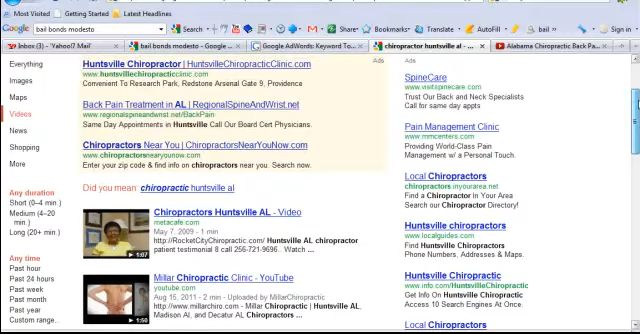 Most Visited Getting Started Latest Headlines
Google bail bonds modesto Search Share Bookmarks Translate AutoFill bail Sign in
Inbox (3) - 'Yahoo!7 Mail' bail bonds modesto - Google ... Google AdWords: Keyword To... chiropractor huntsville al - ... Alabama Chiropractic Back Pa...
Everything
Images
Maps
Videos
News
Shopping
More
Any duration
Short (0–4 min.)
Medium (4–20
min.)
Long (20+ min.)
Any time
Past hour
Past 24 hours
Past week
Past month
Past year
Custom range...
Ads
Huntsville Chiropractor | HuntsvilleChiropracticClinic.com
www.huntsvillechiropracticclinic.com
Convenient To Research Park, Redstone Arsenal Gate 9, Providence
Back Pain Treatment in AL | RegionalSpineAndWrist.net
www.regionalspineandwrist.net/BackPain
Same Day Appointments in Huntsville Call Our Board Cert Physicians.
Chiropractors Near You | ChiropractorsNearYouNow.com
www.chiropractorsnearyounow.com
Enter your zip code & find info on chiropractors near you. Search now.
Did you mean: chiropractic huntsville al
Chiropractors Huntsville AL - Video
metacafe.com
May 7, 2009 - 1 min
http://RocketCityChiropractic.com/ Huntsville AL chiropractor
patient testimonial 8 call 256-721-9696.. Watch ...
1:07
Millar Chiropractic Clinic - YouTube
youtube.com
Aug 15, 2011 - 2 min - Uploaded by MillarChiropractic
http://www.millarchiro.com - Millar Chiropractic | Huntsville AL,
Madison Al, and Decatur AL Chiropractors ...
1:50
Ads
SpineCare
www.visitspinecare.com
Trust Our Back and Neck Specialists
Call for same day appts
Pain Management Clinic
www.mmcenters.com
Providing World-Class Pain
Management w/ a Personal Touch.
Local Chiropractors
chiropractors.inyourarea.net
Find a Chiropractor In Your Area
Search our Chiropractor Directory!
Huntsville chiropractors
www.localguides.com
Find Huntsville Chiropractors
Phone Numbers, Addresses & Maps.
Huntsville Chiropractic
www.info.com/HuntsvilleChiropractic
Get Info On Huntsville Chiropractic
Access 10 Search Engines At Once.
Local Chiropractors